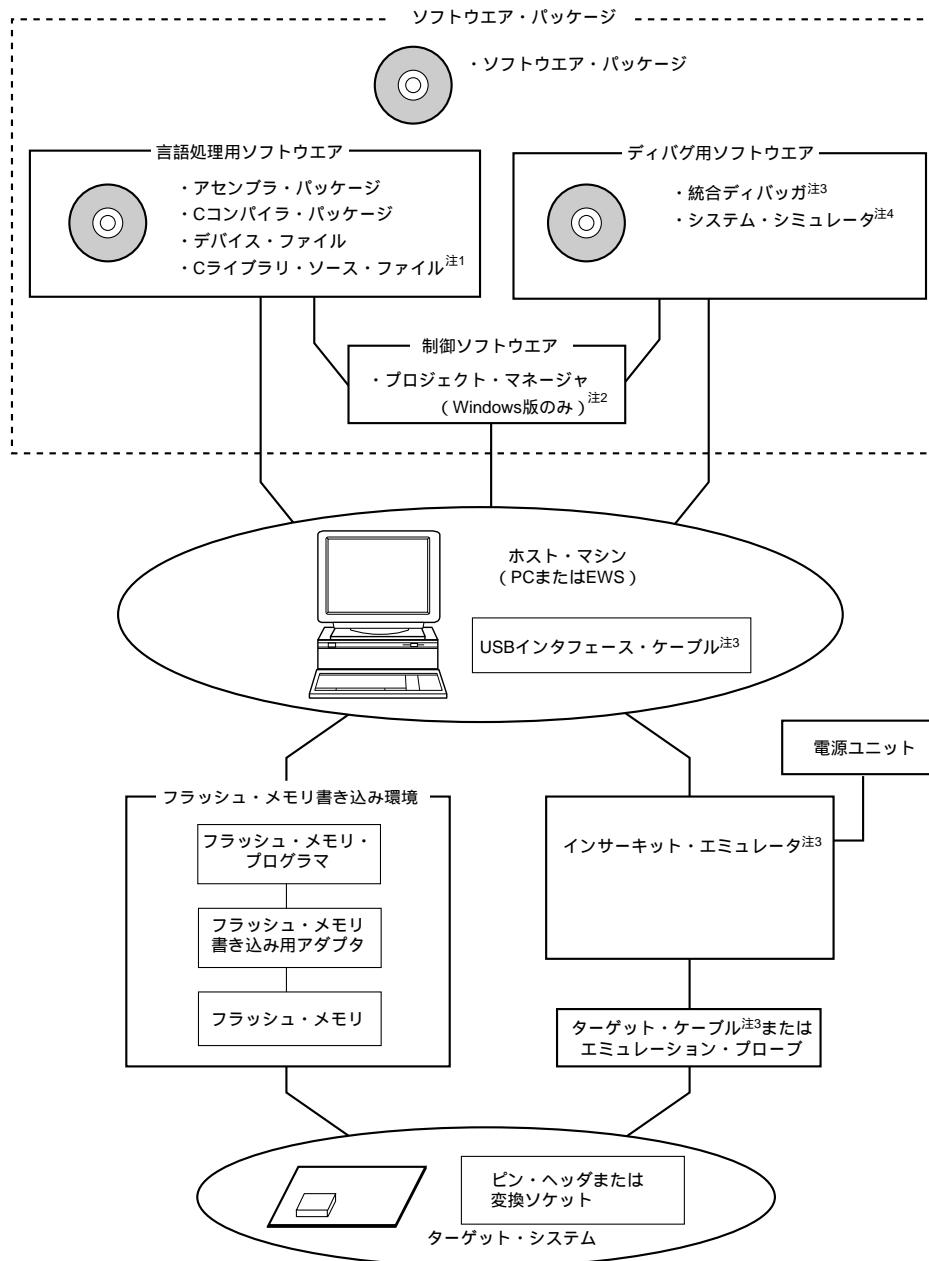 ソフトウエア・パッケージ
・ソフトウエア・パッケージ
言語処理用ソフトウエア
・アセンブラ・パッケージ
・Cコンパイラ・パッケージ
・デバイス・ファイル
・Cライブラリ・ソース・ファイル注1
ディバグ用ソフトウエア
・統合ディバッガ注3
・システム・シミュレータ注4
制御ソフトウエア
・プロジェクト・マネージャ
（Windows版のみ）注2
ホスト・マシン
（PCまたはEWS）
USBインタフェース・ケーブル注3
電源ユニット
フラッシュ・メモリ書き込み環境
フラッシュ・メモリ・
プログラマ
フラッシュ・メモリ
書き込み用アダプタ
フラッシュ・メモリ
インサーキット・エミュレータ注3
ターゲット・ケーブル注3または
エミュレーション・プローブ
ピン・ヘッダまたは
変換ソケット
ターゲット・システム